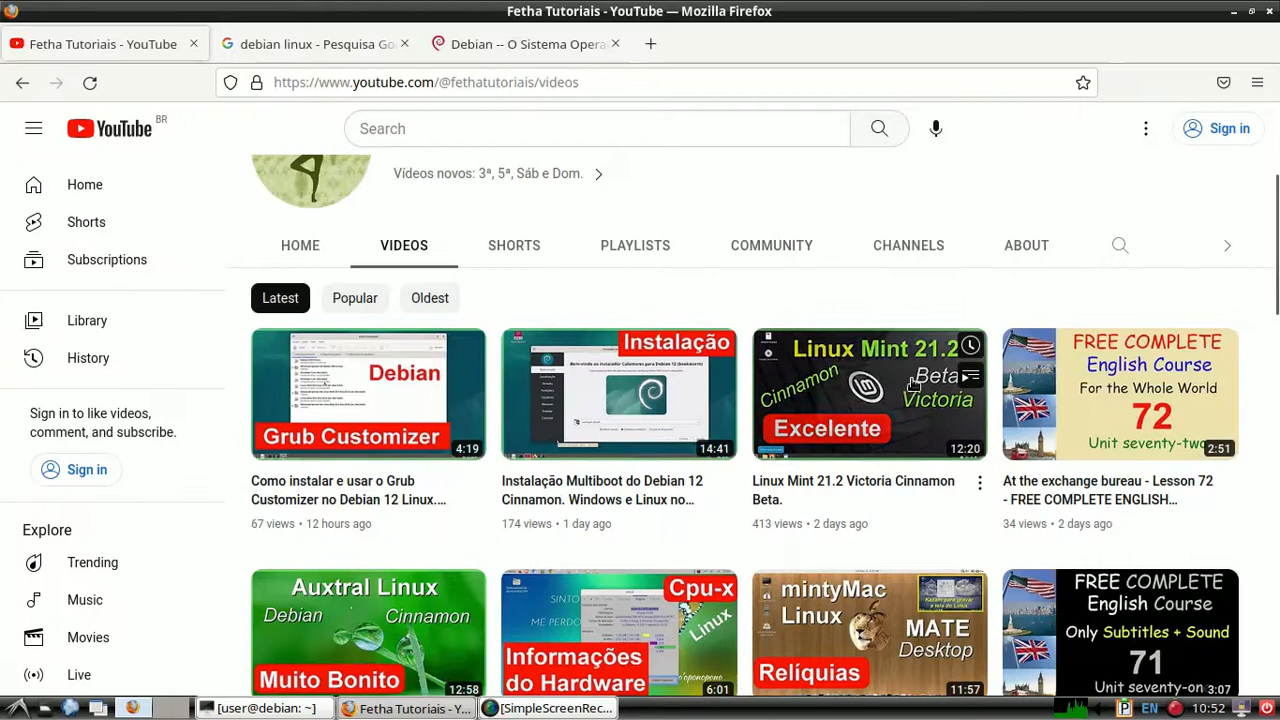 Fetha Tutoriais - YouTube — Mozilla Firefox
Fetha Tutoriais - YouTube
debian linux - Pesquisa Go
Debian -- O Sistema Opera
https://www.youtube.com/@fethatutoriais/videos
YouTube BR
Search
Sign in
Vídeos novos: 3ª, 5ª, Sáb e Dom.
Home
Shorts
Subscriptions
Library
History
Sign in to like videos,
comment, and subscribe.
Sign in
Explore
Trending
Music
Movies
Live
HOME
VIDEOS
SHORTS
PLAYLISTS
COMMUNITY
CHANNELS
ABOUT
Latest
Popular
Oldest
Debian
Grub Customizer
4:19
Como instalar e usar o Grub
Customizer no Debian 12 Linux....
67 views • 12 hours ago
Instalação
14:41
Instalação Multiboot do Debian 12
Cinnamon. Windows e Linux no...
174 views • 1 day ago
Linux Mint 21.2
Cinnamon
Beta
Victoria
Excelente
12:20
Linux Mint 21.2 Victoria Cinnamon
Beta.
413 views • 2 days ago
FREE COMPLETE
English Course
For the Whole World
72
Unit seventy-two
2:51
At the exchange bureau - Lesson 72
- FREE COMPLETE ENGLISH...
34 views • 2 days ago
Auxtral Linux
Debian
Cinnamon
Muito Bonito
12:58
Cpu-x
Linux
Informações
do Hardware
6:01
mintyMac
Linux
MATE
Desktop
Relíquias
11:57
FREE COMPLETE
English Course
Only Subtitles + Sound
71
Unit seventy-on
3:07
[user@debian: ~]
Fetha Tutoriais - Y...
[SimpleScreenRec...
P
EN
10:52